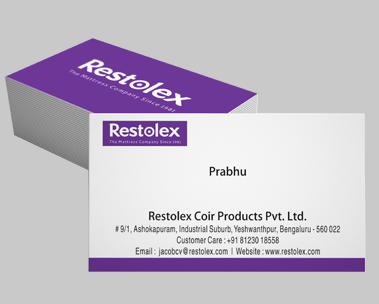 Restolex
The Mattress Company Since 1981
Restolex
The Mattress Company Since 1981
Prabhu
Restolex Coir Products Pvt. Ltd.
# 9/1, Ashokapuram, Industrial Suburb, Yeshwanthpur, Bengaluru - 560 022
Customer Care : +91 81230 18558
Email : jacobcv@restolex.com | Website : www.restolex.com